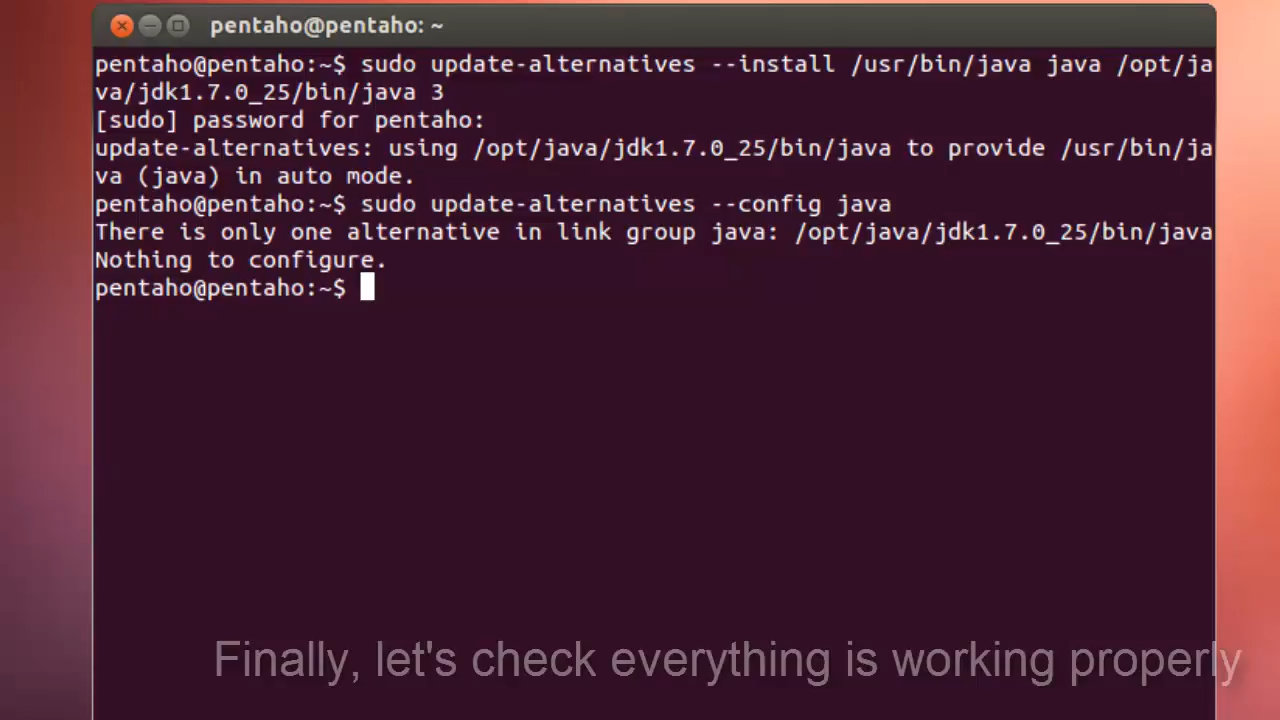 pentaho@pentaho: ~
pentaho@pentaho:~$ sudo update-alternatives --install /usr/bin/java java /opt/ja
va/jdk1.7.0_25/bin/java 3
[sudo] password for pentaho:
update-alternatives: using /opt/java/jdk1.7.0_25/bin/java to provide /usr/bin/ja
va (java) in auto mode.
pentaho@pentaho:~$ sudo update-alternatives --config java
There is only one alternative in link group java: /opt/java/jdk1.7.0_25/bin/java
Nothing to configure.
pentaho@pentaho:~$
Finally, let's check everything is working properly